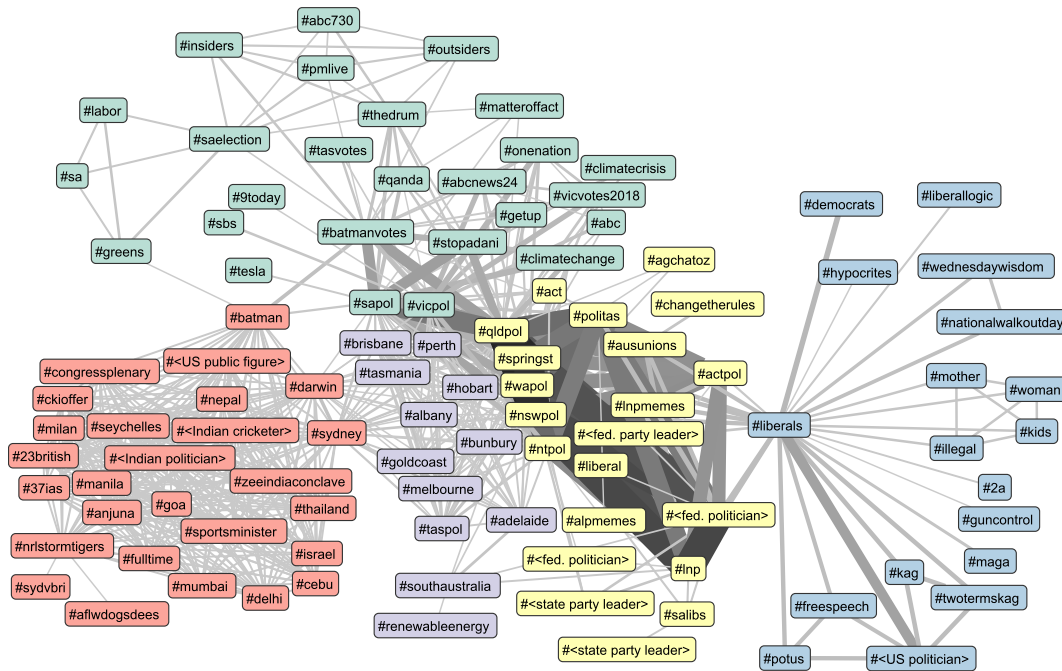 #abc730
#insiders
#outsiders
#pmlive
#labor
#thedrum
#matteroffact
#saelection
#tasvotes
#onenation
#climatecrisis
#sa
#qanda
#abcnews24
#vicvotes2018
#democrats
#liberallogic
#9today
#sbs
#getup
#abc
#batmanvotes
#stopadani
#greens
#climatechange
#agchatoz
#tesla
#hypocrites
#wednesdaywisdom
#act
#sapol
#vicpol
#changetherules
#batman
#politas
#nationalwalkoutday
#qldpol
#brisbane
#perth
#ausunions
#<US public figure>
#springst
#congressplenary
#tasmania
#actpol
#mother
#ckioffer
#nepal
#darwin
#hobart
#wapol
#woman
#lnpmemes
#milan
#seychelles
#<Indian cricketer>
#sydney
#albany
#nswpol
#liberals
#kids
#<fed. party leader>
#bunbury
#illegal
#23british
#<Indian politician>
#ntpol
#goldcoast
#liberal
#37ias
#manila
#zeeindiaconclave
#melbourne
#2a
#goa
#thailand
#anjuna
#<fed. politician>
#taspol
#adelaide
#alpmemes
#guncontrol
#sportsminister
#nrlstormtigers
#fulltime
#israel
#<fed. politician>
#maga
#lnp
#kag
#sydvbri
#mumbai
#cebu
#southaustralia
#delhi
#<state party leader>
#freespeech
#twotermskag
#aflwdogsdees
#salibs
#renewableenergy
#<state party leader>
#potus
#<US politician>